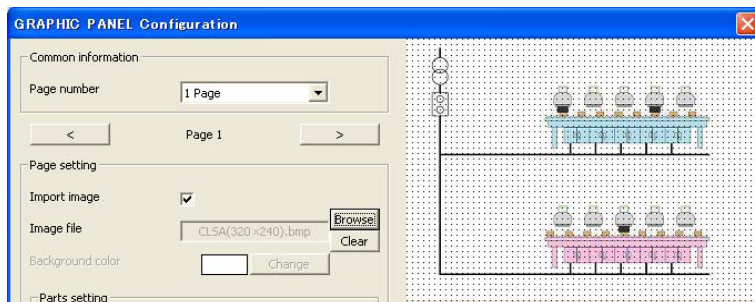 GRAPHIC PANEL Configuration
Common information
Page number
1 Page
<
Page 1
>
Page setting
Import image
Image file
CLSA(320×240).bmp
Browse
Clear
Background color
Change
Parts setting